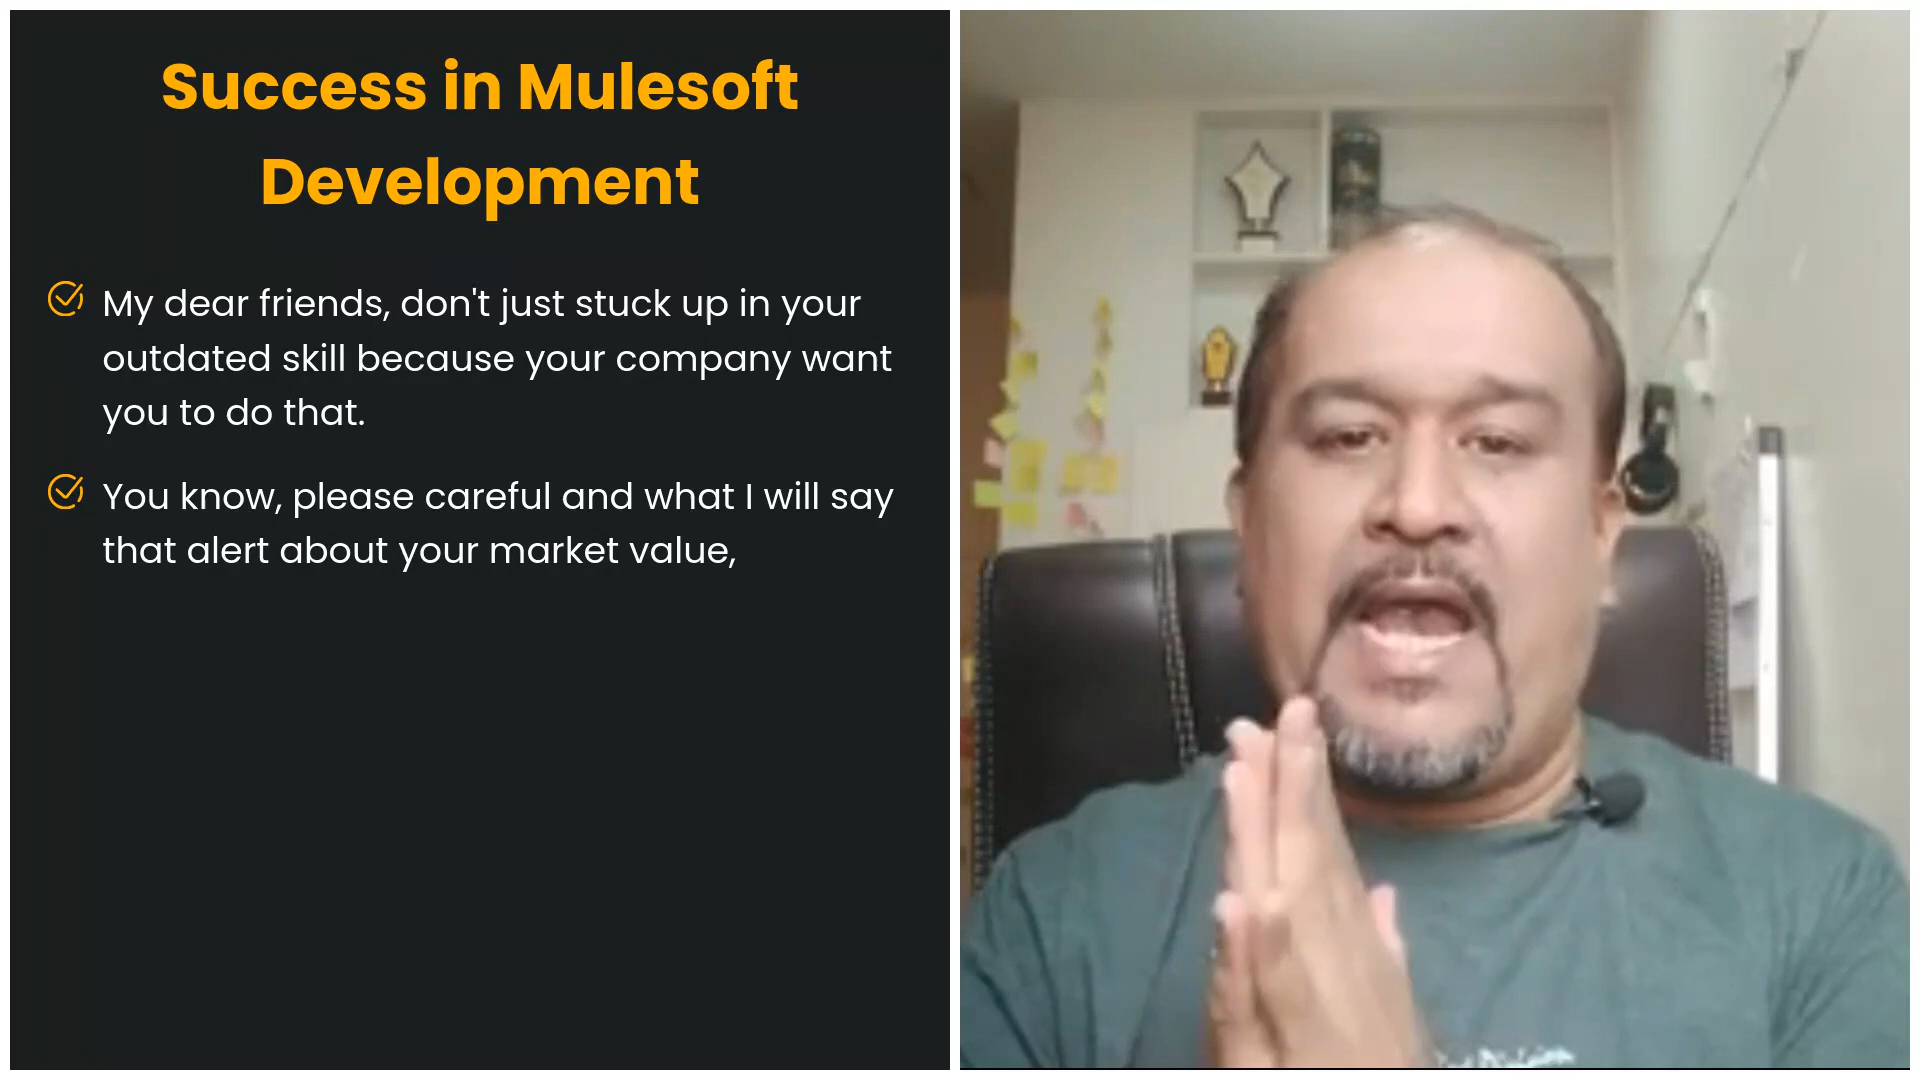 Success in Mulesoft
Development
My dear friends, don't just stuck up in your
outdated skill because your company want
you to do that.
You know, please careful and what I will say
that alert about your market value,